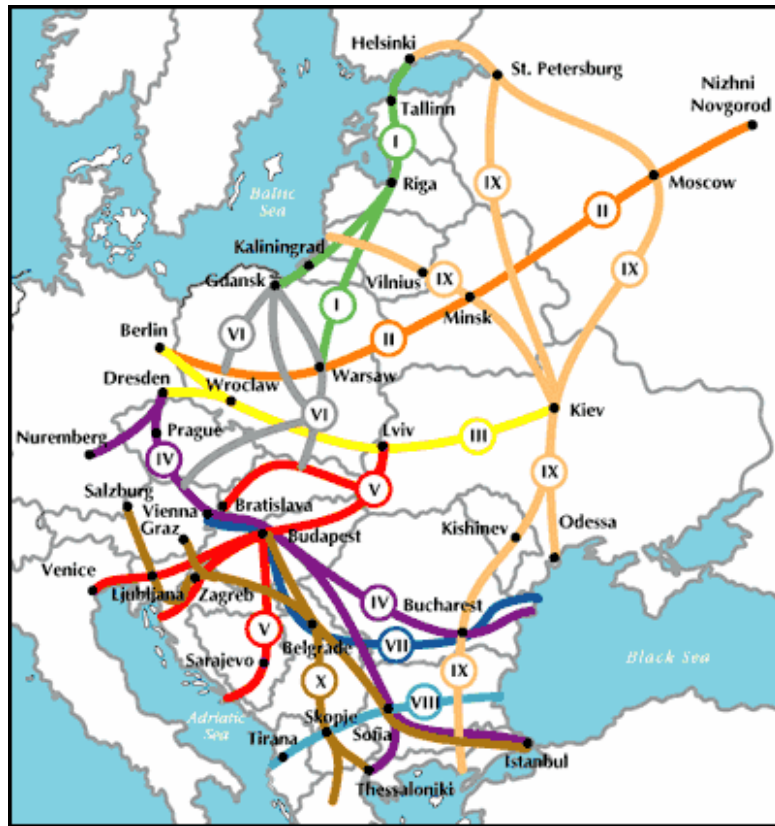 Helsinki
St. Petersburg
Nizhni
Novgorod
Tallinn
I
Riga
IX
Moscow
II
Baltic
Sea
Kaliningrad
IX
Gdansk
Vilnius
IX
Minsk
I
VI
II
Berlin
Warsaw
Dresden
Wroclaw
Kiev
VI
Nuremberg
Prague
Lviv
III
IV
IX
Salzburg
V
Vienna
Bratislava
Graz
Budapest
Kishinev
Odessa
Venice
Ljubljana
Zagreb
IV
Bucharest
V
Belgrade
VII
Sarajevo
IX
Black Sea
X
VIII
Adriatic
Sea
Skopje
Tirana
Sofia
Istanbul
Thessaloniki